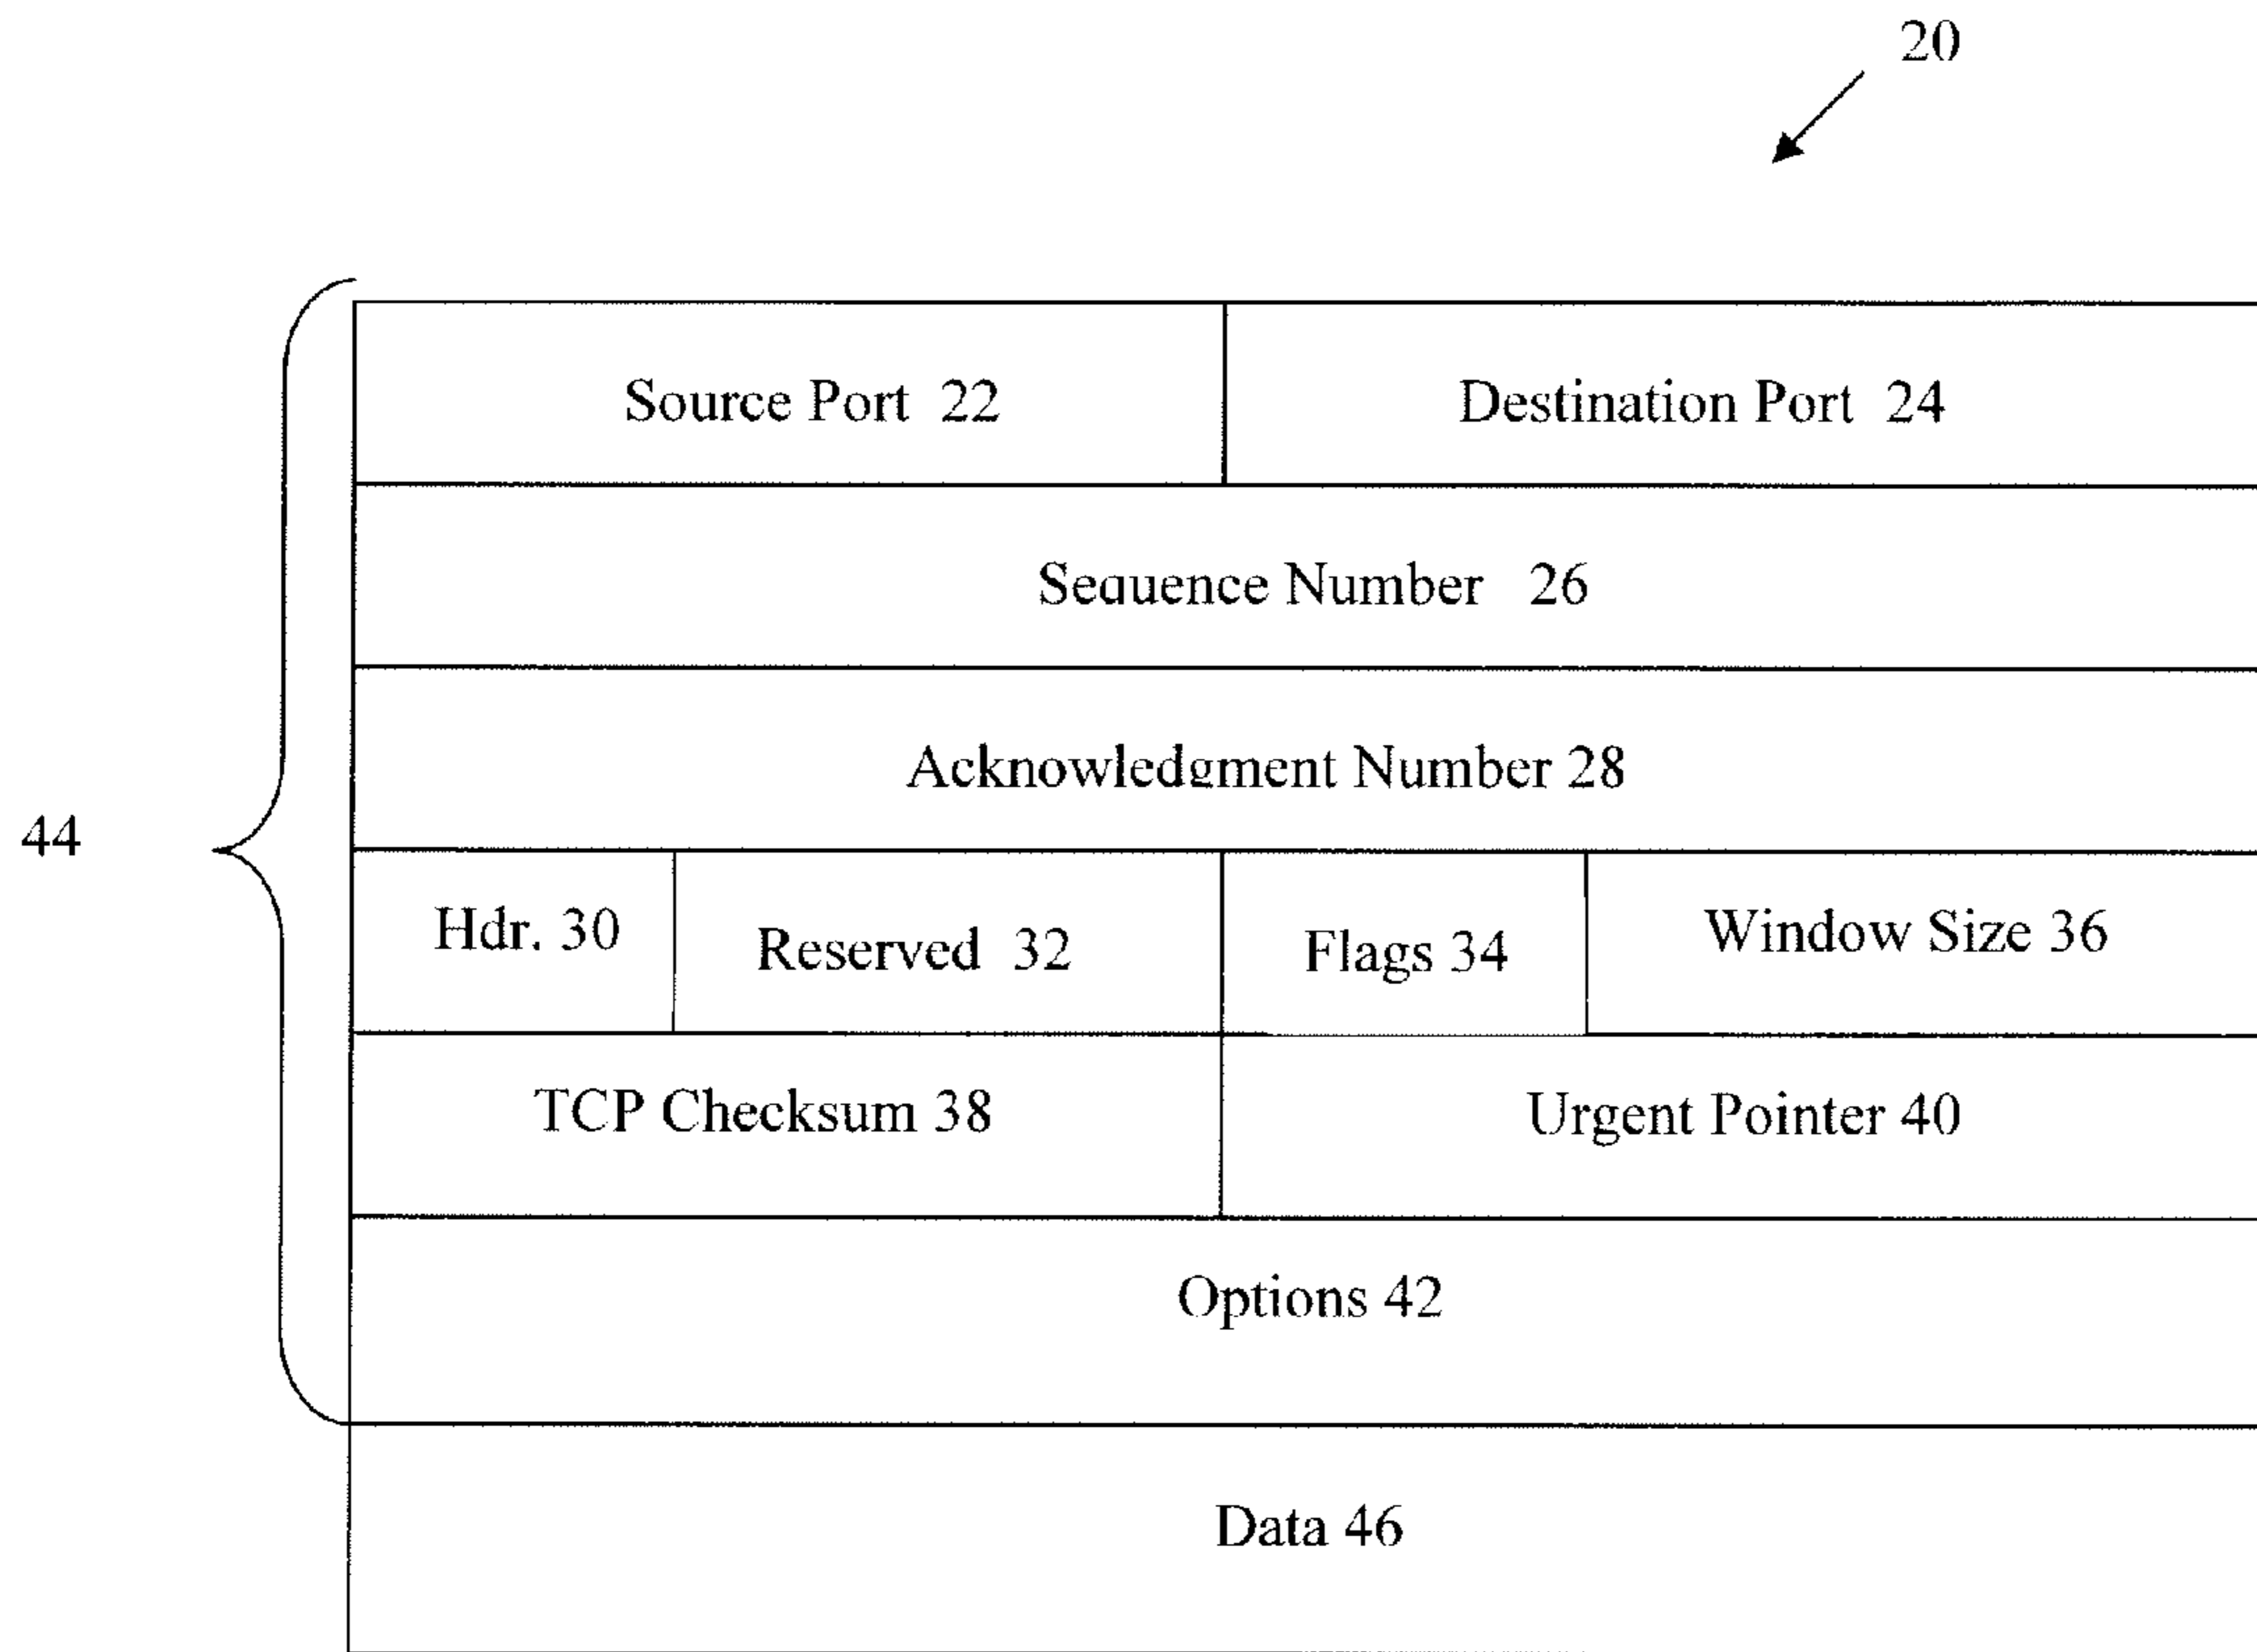 20
Source Port 22
Destination Port 24
Sequence Number 26
Acknowledgment Number 28
44
Hdr. 30
Reserved 32
Flags 34
Window Size 36
TCP Checksum 38
Urgent Pointer 40
Options 42
Data 46